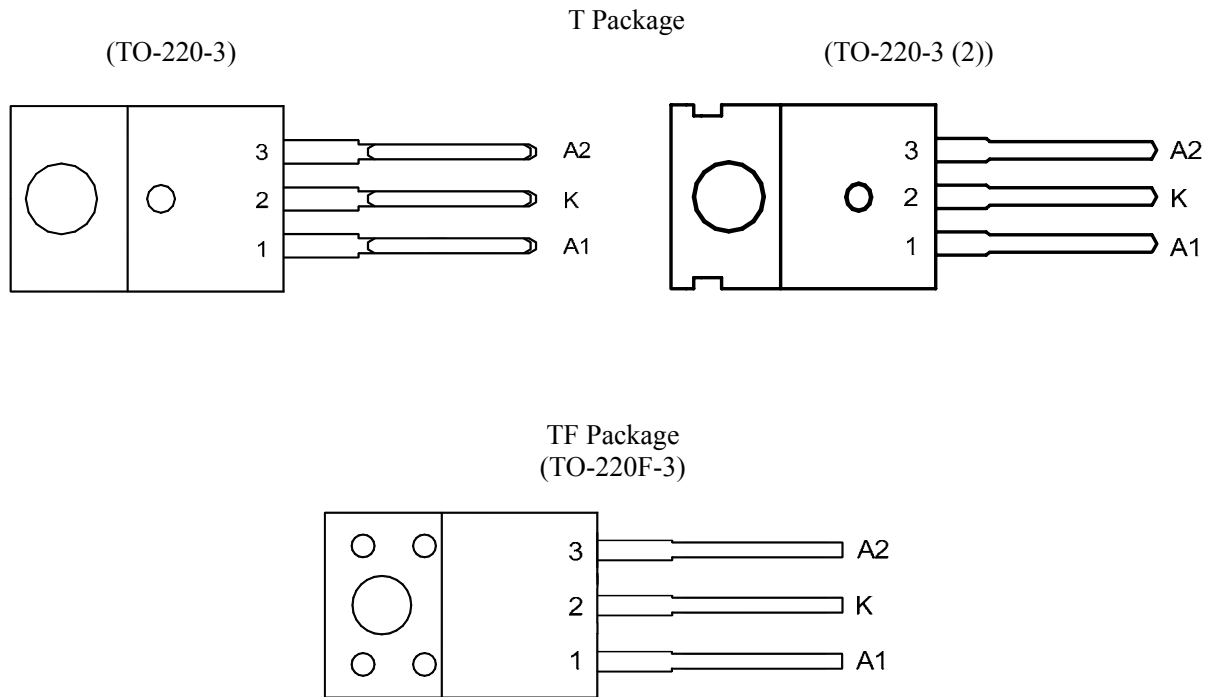 T Package
(TO-220-3)
(TO-220-3 (2))
3 A2
2 K
1 A1
3 A2
2 K
1 A1
TF Package
(TO-220F-3)
3 A2
2 K
1 A1